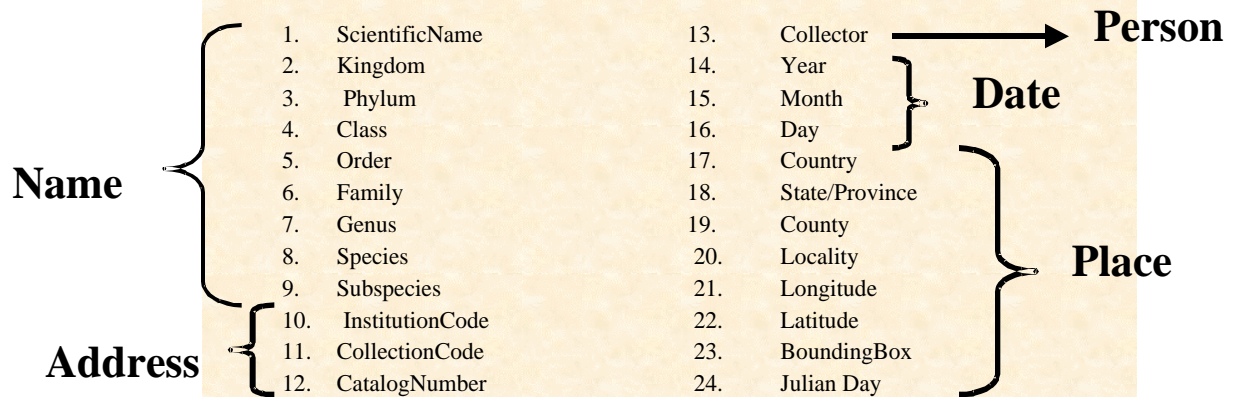 Name
1. ScientificName
2. Kingdom
3. Phylum
4. Class
5. Order
6. Family
7. Genus
8. Species
9. Subspecies
Address
10. InstitutionCode
11. CollectionCode
12. CatalogNumber
13. Collector
Person
14. Year
15. Month
16. Day
Date
17. Country
18. State/Province
19. County
20. Locality
21. Longitude
22. Latitude
23. BoundingBox
24. Julian Day
Place